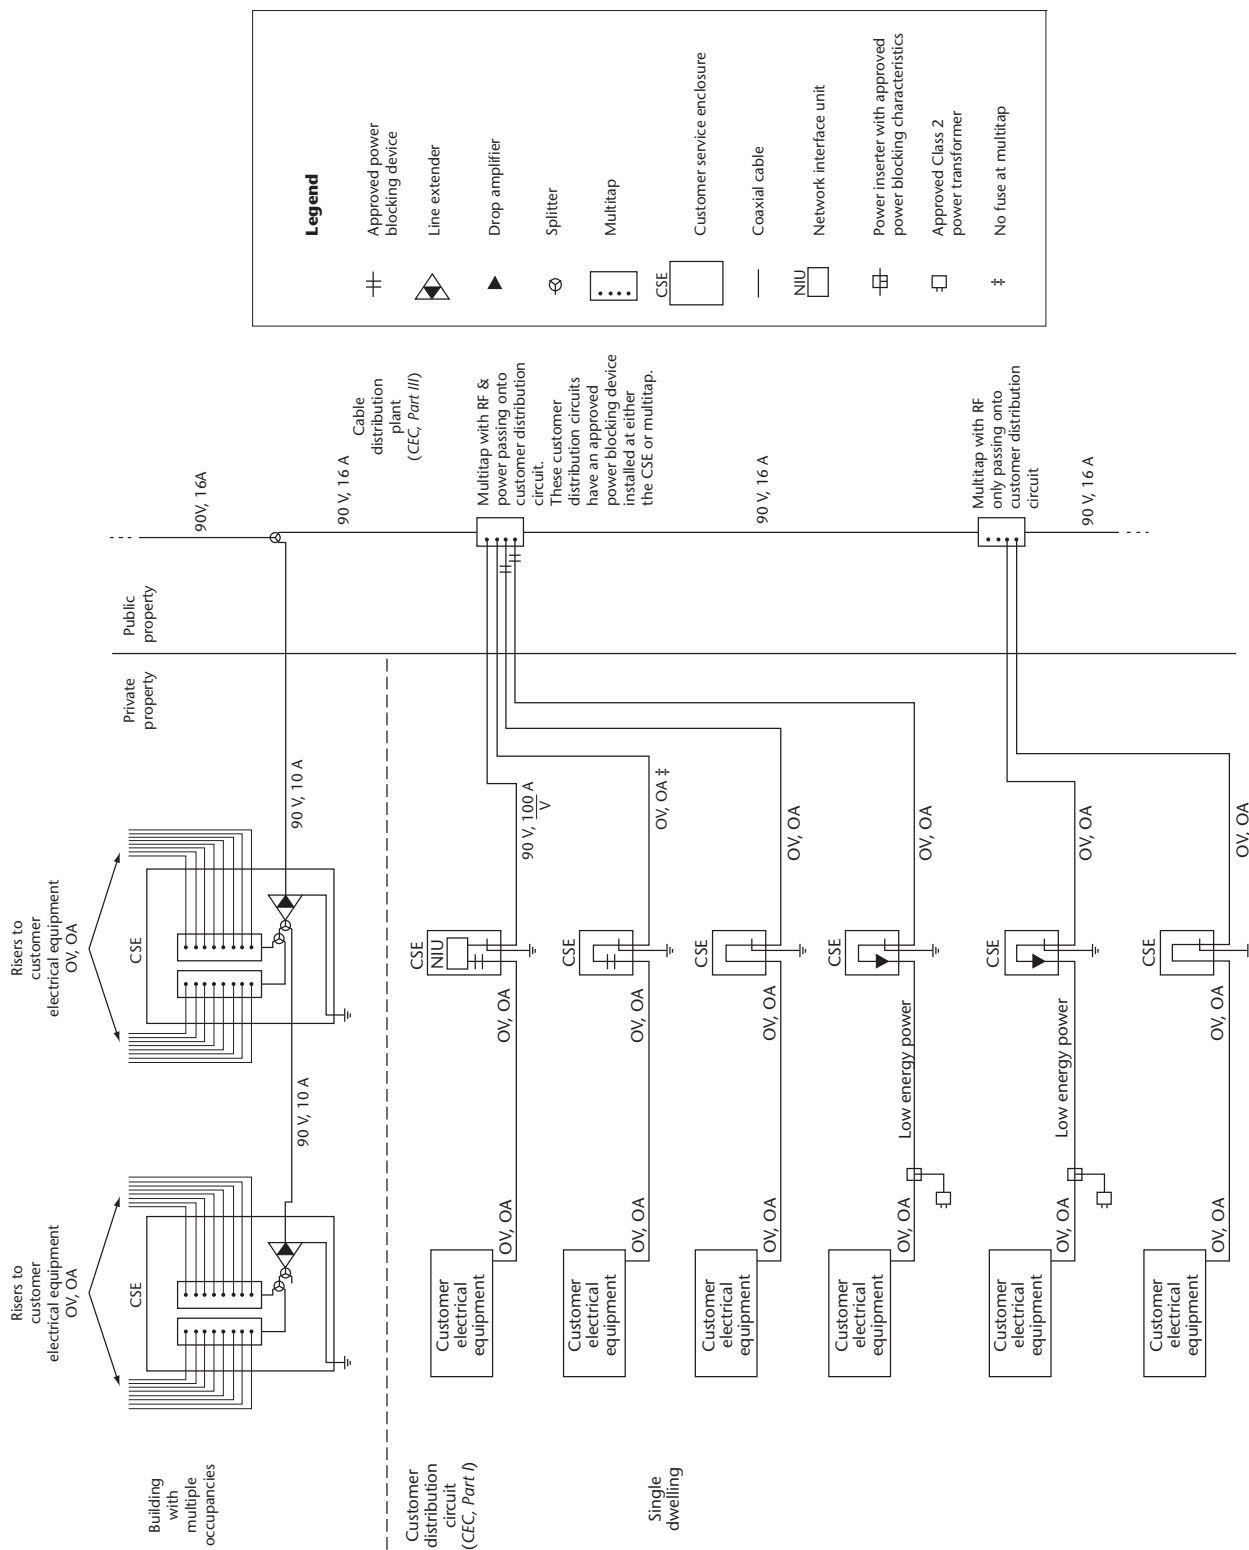 Building
with
multiple
occupancies
Risers to
customer
electrical equipment
OV, OA
Risers to
customer
electrical equipment
OV, OA
CSE
CSE
90 V, 10 A
90 V, 10 A
Private
property
Public
property
90V, 16A
90 V, 16 A
Cable
distribution
plant
(CEC, Part III)
Customer
distribution
circuit
(CEC, Part I)
Single
dwelling
Customer
electrical
equipment
OV, OA
OV, OA
CSE
NIU
90 V, 100 A
V
Multitap with RF &
power passing onto
customer distribution
circuit.
These customer
distribution circuits
have an approved
power blocking device
installed at either
the CSE or multitap.
Customer
electrical
equipment
OV, OA
OV, OA
CSE
OV, OA ‡
Customer
electrical
equipment
OV, OA
OV, OA
CSE
OV, OA
90 V, 16 A
Customer
electrical
equipment
OV, OA
Low energy power
CSE
OV, OA
Customer
electrical
equipment
OV, OA
Low energy power
CSE
OV, OA
Multitap with RF
only passing onto
customer distribution
circuit
90 V, 16 A
Customer
electrical
equipment
OV, OA
OV, OA
CSE
OV, OA
Legend
Approved power
blocking device
Line extender
Drop amplifier
Splitter
Multitap
CSE
Customer service enclosure
Coaxial cable
NIU
Network interface unit
Power inserter with approved
power blocking characteristics
Approved Class 2
power transformer
‡ No fuse at multitap